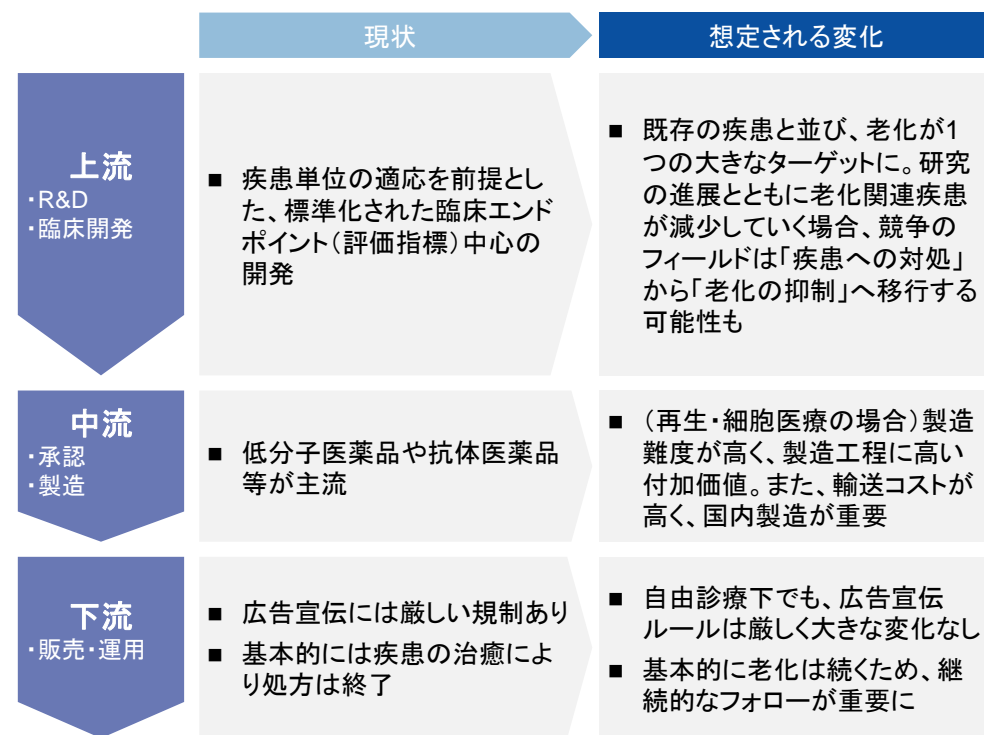 現状
想定される変化
上流
・R&D
・臨床開発
■ 疾患単位の適応を前提とし
た、標準化された臨床エンド
ポイント（評価指標）中心の
開発
■ 既存の疾患と並び、老化が1
つの大きなターゲットに。研究
の進展とともに老化関連疾患
が減少していく場合、競争の
フィールドは「疾患への対処」
から「老化の抑制」へ移行する
可能性も
中流
・承認
・製造
■ 低分子医薬品や抗体医薬品
等が主流
■ （再生・細胞医療の場合）製造
難度が高く、製造工程に高い
付加価値。また、輸送コストが
高く、国内製造が重要
下流
・販売・運用
■ 広告宣伝には厳しい規制あり
■ 基本的には疾患の治癒によ
り処方は終了
■ 自由診療下でも、広告宣伝
ルールは厳しく大きな変化なし
■ 基本的に老化は続くため、継
続的なフォローが重要に